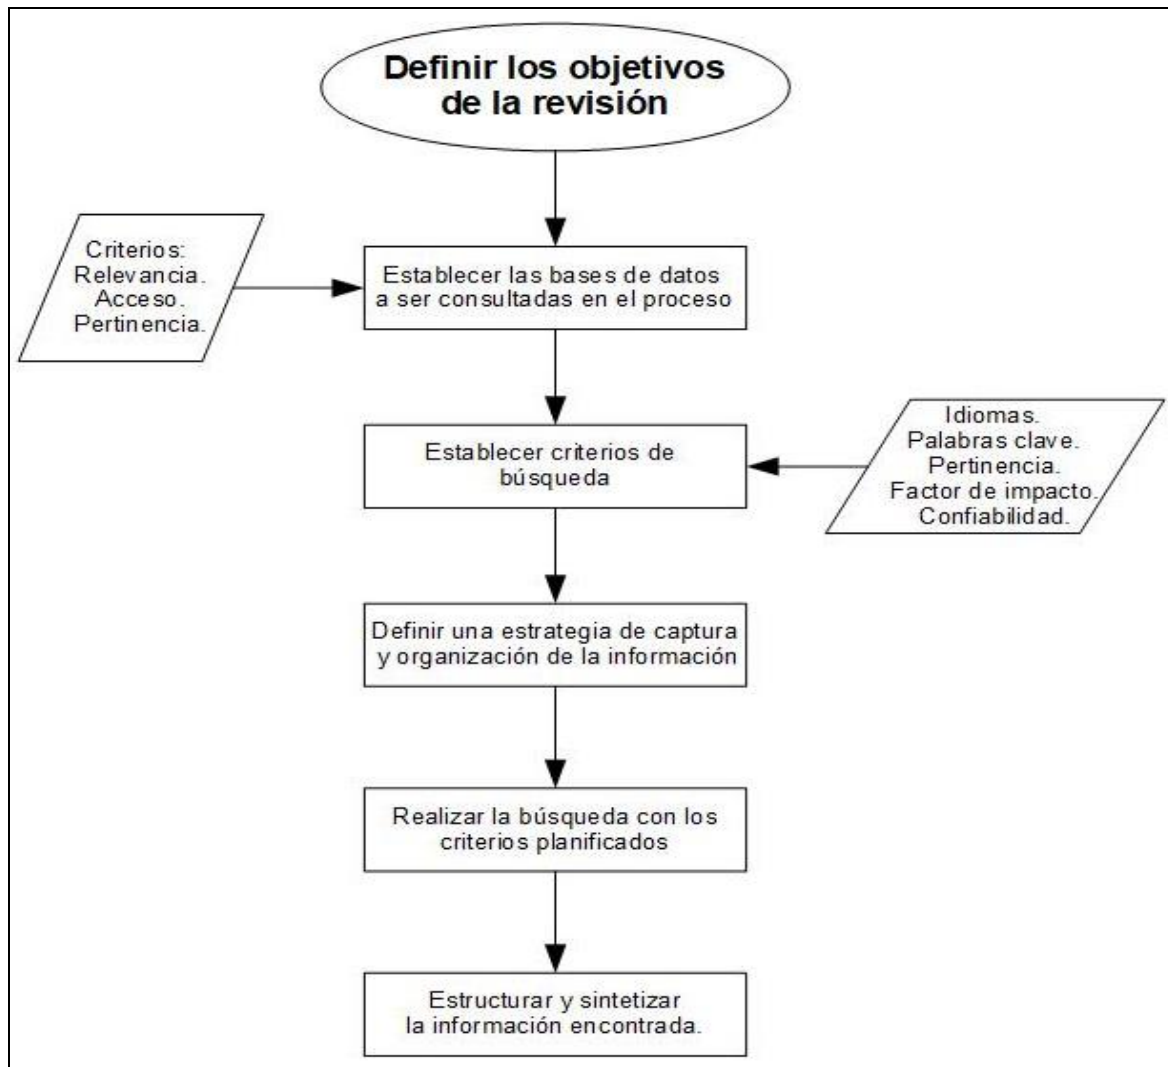 Definir los objetivos
de la revisión
Criterios:
Relevancia.
Acceso.
Pertinencia.
Establecer las bases de datos
a ser consultadas en el proceso
Establecer criterios de
búsqueda
Idiomas.
Palabras clave.
Pertinencia.
Factor de impacto.
Confiabilidad.
Definir una estrategia de captura
y organización de la información
Realizar la búsqueda con los
criterios planificados
Estructurar y sintetizar
la información encontrada.